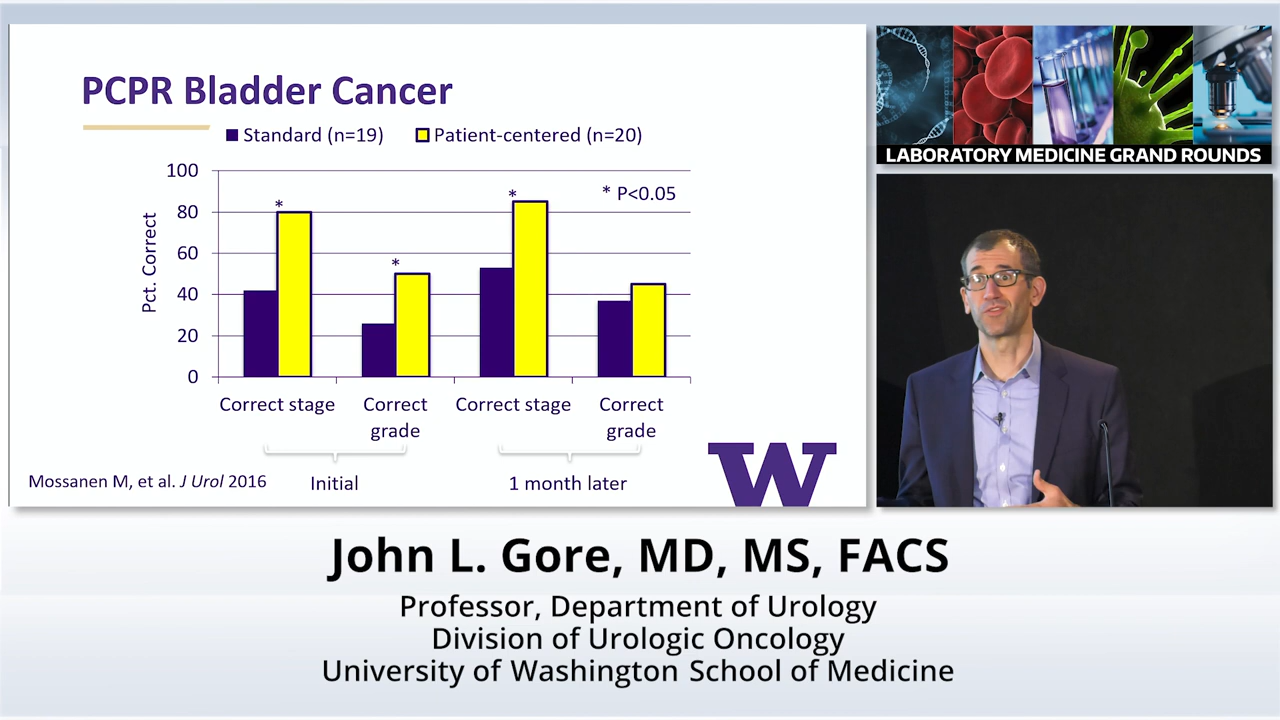 PCPR Bladder Cancer
Standard (n=19) Patient-centered (n=20)
100
80
60
40
20
0
Pct. Correct
*
*
*
* P<0.05
Correct stage
Correct
grade
Correct stage
Correct
grade
Initial
1 month later
Mossanen M, et al. J Urol 2016
W
LABORATORY MEDICINE GRAND ROUNDS
John L. Gore, MD, MS, FACS
Professor, Department of Urology
Division of Urologic Oncology
University of Washington School of Medicine